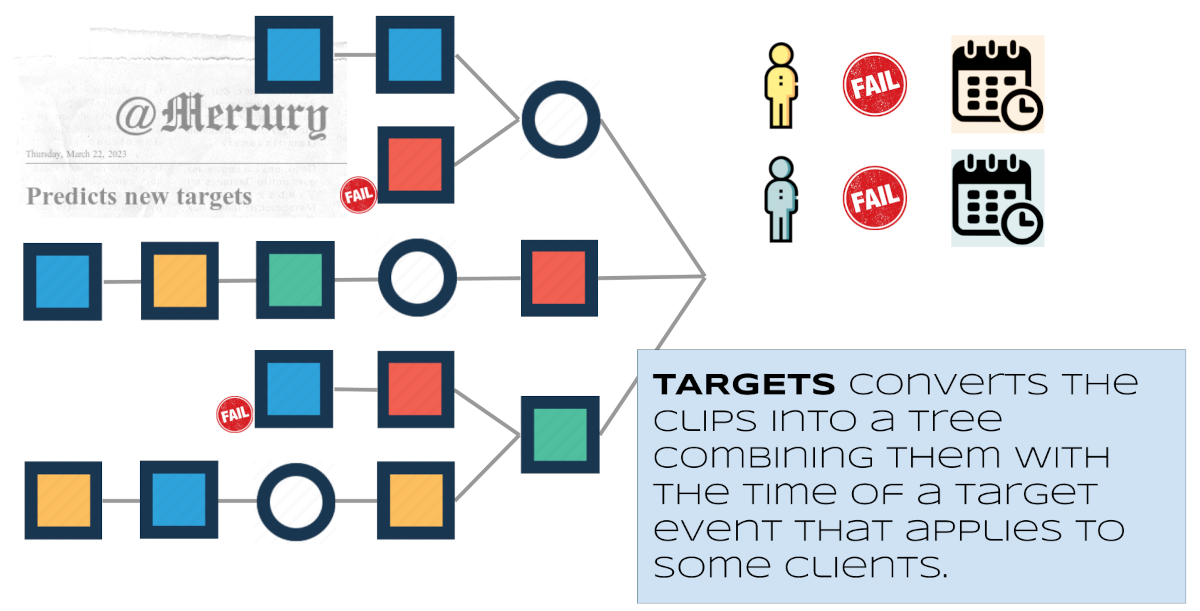 @Mercury
Thursday, March 22, 2023
Predicts new targets
FAIL
FAIL
FAIL
FAIL
TARGETS converts the
clips into a tree
combining them with
the time of a target
event that applies to
some clients.